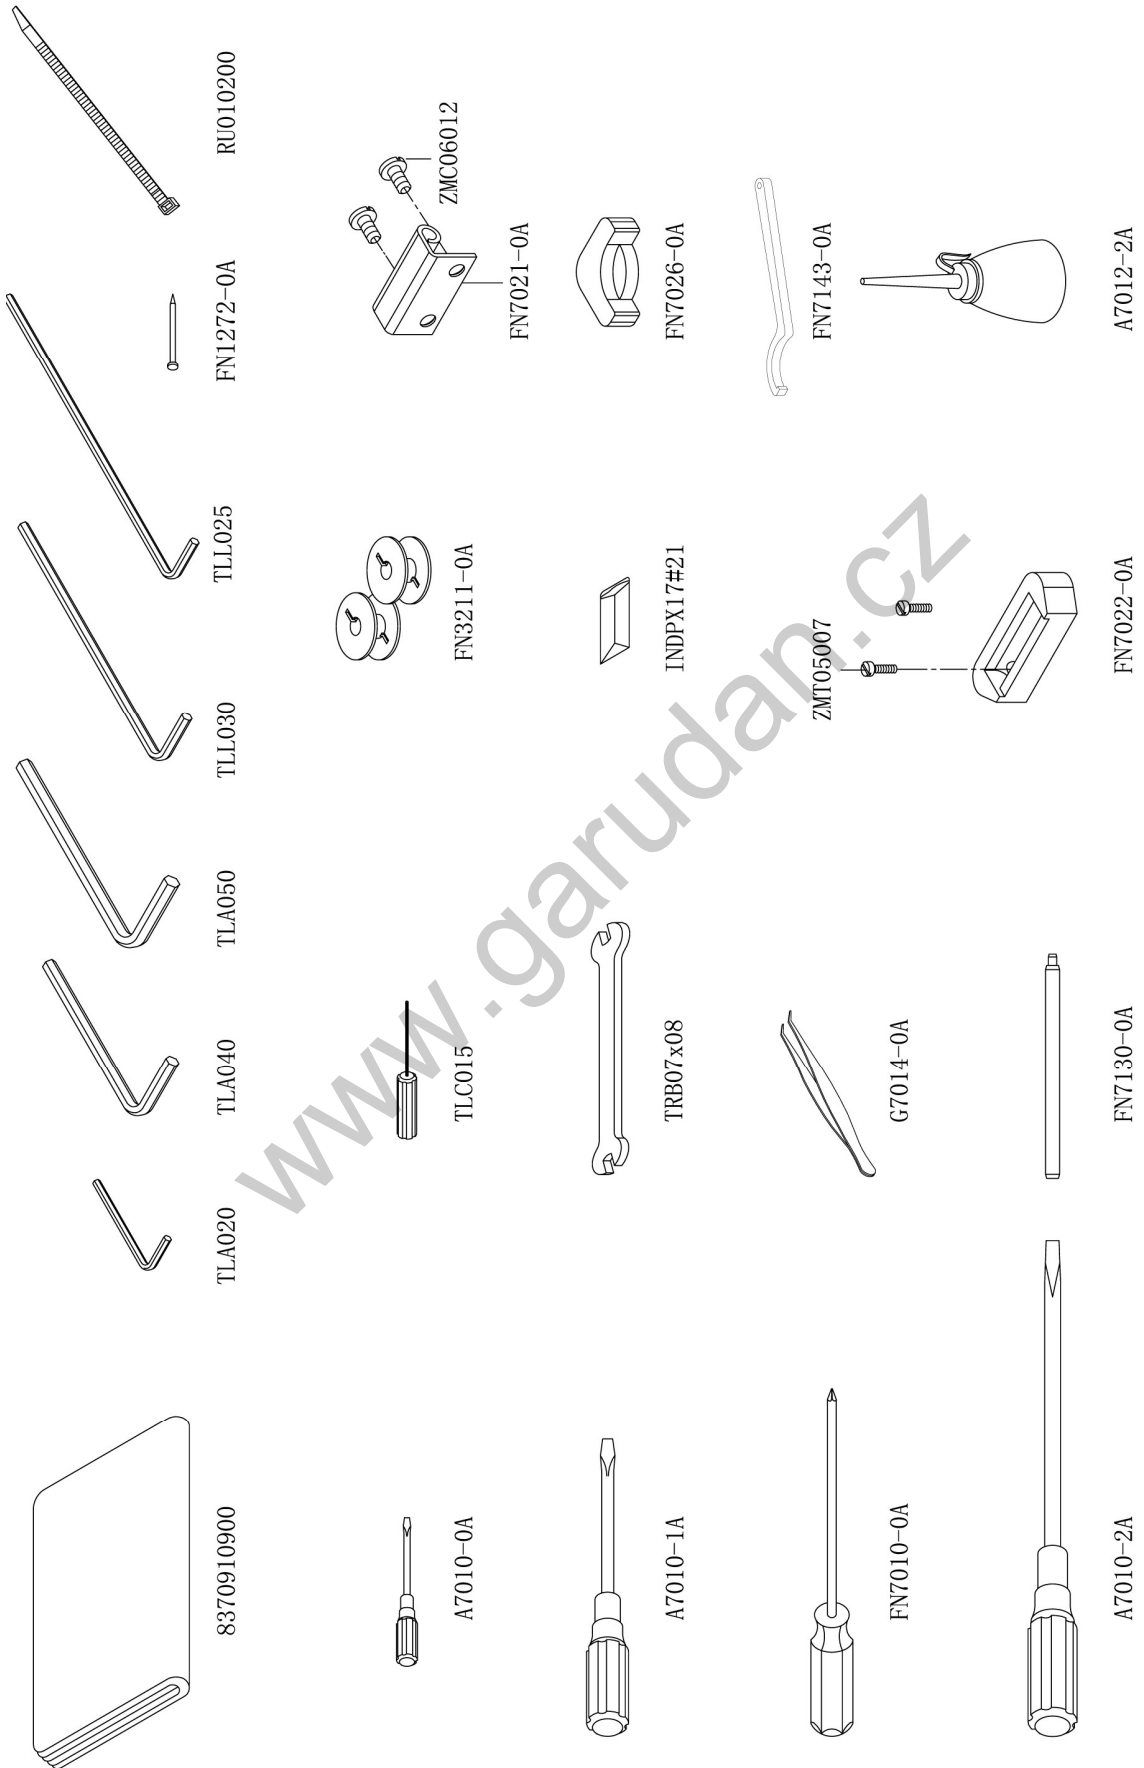 8370910900
TLA020
TLA040
TLA050
TLL030
TLL025
FN1272-0A
RU010200
A7010-0A
TLC015
FN3211-0A
FN7021-0A
ZMC06012
A7010-1A
TRB07x08
INDPX17#21
FN7026-0A
FN7010-0A
G7014-0A
ZMT05007
FN7143-0A
A7010-2A
FN7130-0A
FN7022-0A
A7012-2A
www.garudan.cz